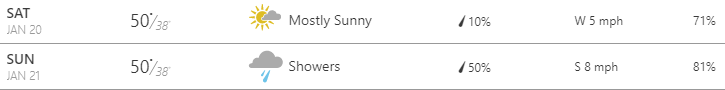 SAT
JAN 20
50°/38°
Mostly Sunny
10%
W 5 mph
71%
SUN
JAN 21
50°/38°
Showers
50%
S 8 mph
81%